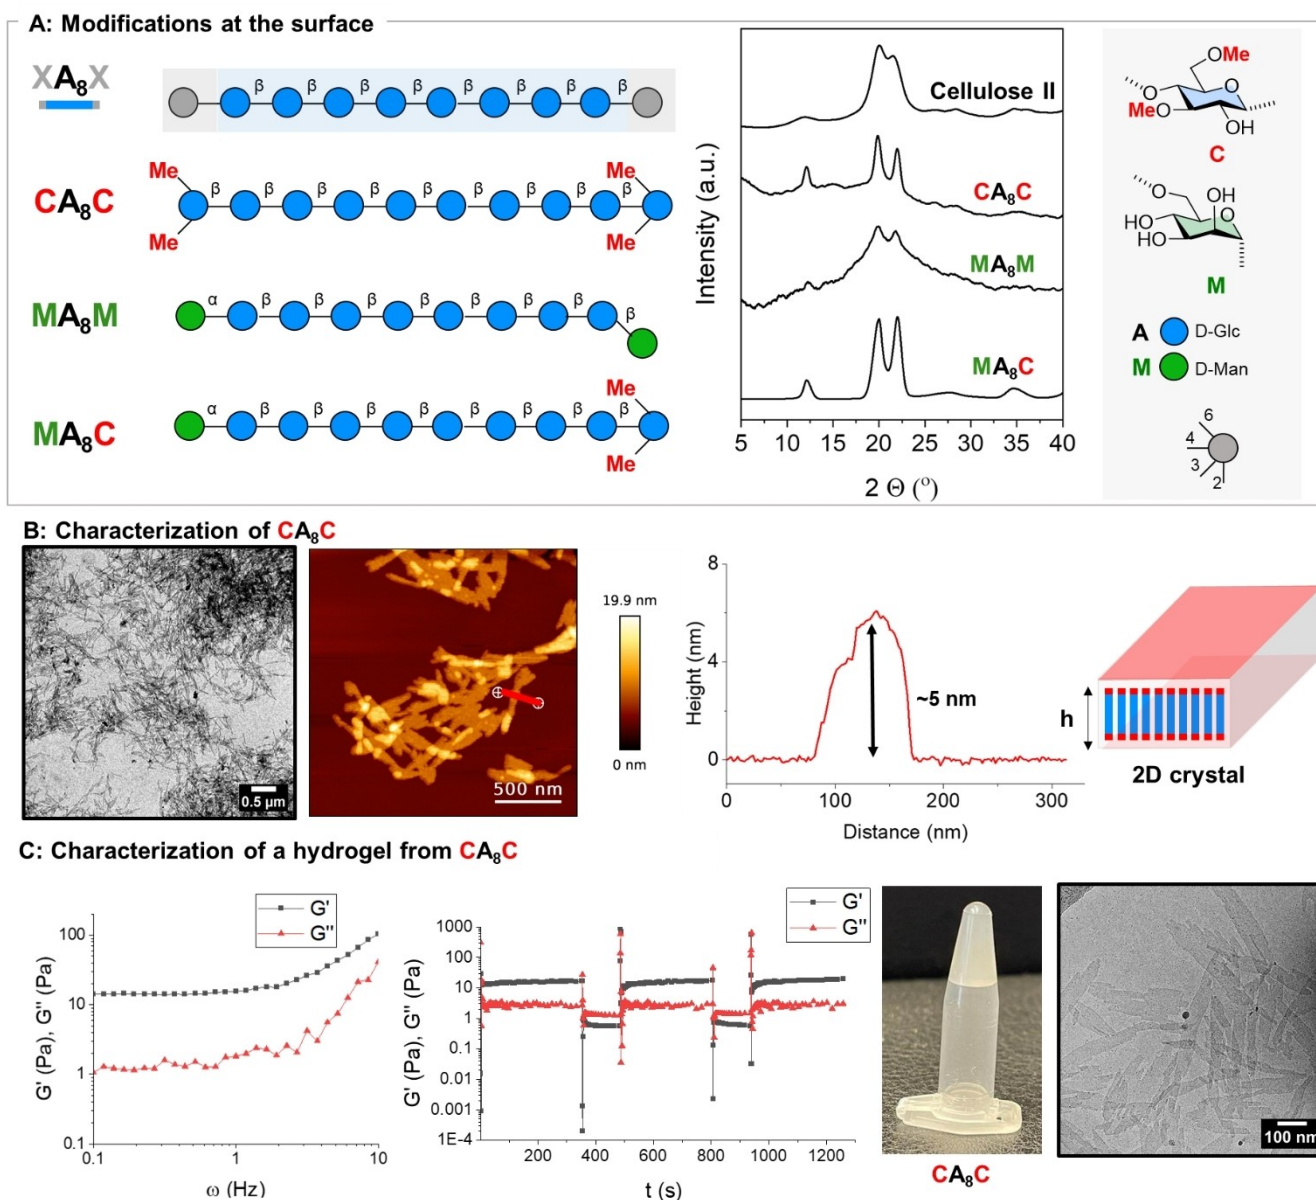 A: Modifications at the surface
XA₈X
β β β β β β β β
CA₈C
Me Me
β β β β β β β β β
Me Me
MA₈M
α β β β β β β β β
MA₈C
Me
α β β β β β β β β
Me
Intensity (a.u.)
Cellulose II
CA₈C
MA₈M
MA₈C
5 10 15 20 25 30 35 40
2 Θ (°)
OMe
O
O
MeO
OH
C
O
OH
O
HO
HO
M
A D-Glc
M D-Man
6
4
3
2
B: Characterization of CA₈C
0.5 µm
500 nm
19.9 nm
0 nm
Height (nm)
8
4
0
~5 nm
0 100 200 300
Distance (nm)
h
2D crystal
C: Characterization of a hydrogel from CA₈C
G' (Pa), G'' (Pa)
G'
G''
100
10
1
0.1
0.1 1 10
ω (Hz)
G' (Pa), G'' (Pa)
G'
G''
1000
100
10
1
0.1
0.01
0.001
1E-4
200 400 600 800 1000 1200
t (s)
CA₈C
100 nm